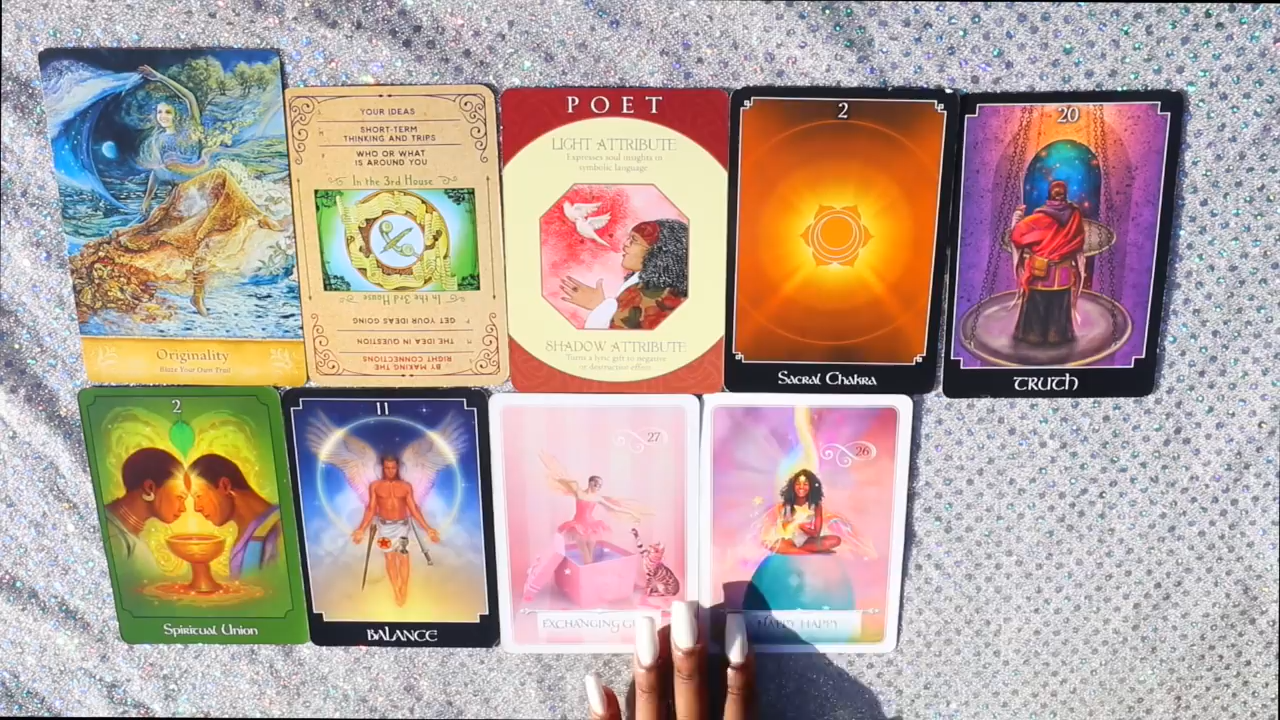 Originality
Blaze Your Own Trail
YOUR IDEAS
SHORT-TERM
THINKING AND TRIPS
WHO OR WHAT
IS AROUND YOU
In the 3rd House
In the 3rd House
GET YOUR IDEAS GOING
THE IDEA IN QUESTION
BY MAKING THE
RIGHT CONNECTIONS
POET
LIGHT ATTRIBUTE
Expresses soul insights in
symbolic language
SHADOW ATTRIBUTE
Turns a lyric gift to negative
or destructive effect
2
Sacral Chakra
20
TRUTH
2
Spiritual Union
11
BALANCE
27
EXCHANGING
26
HAPPY HAPPY